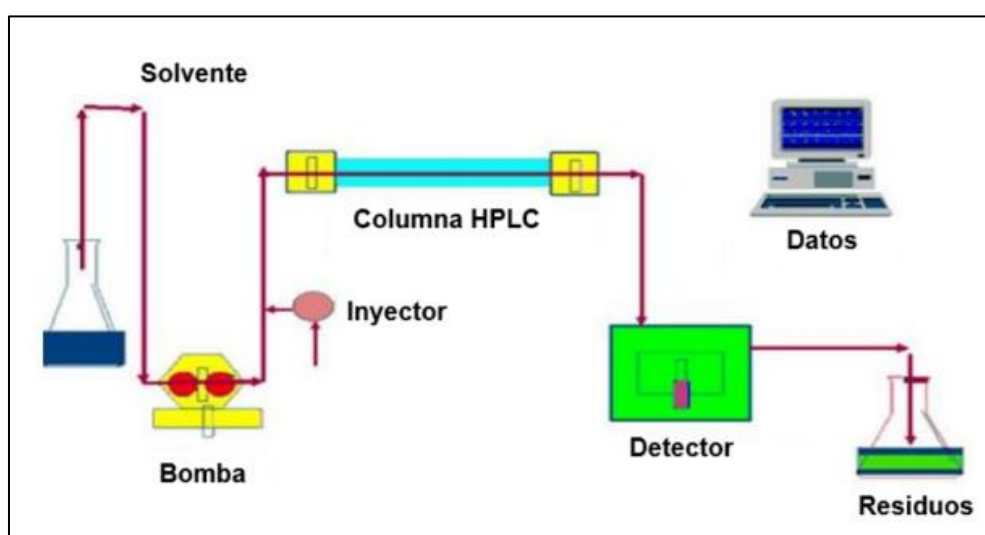 Solvente
Columna HPLC
Datos
Inyector
Detector
Bomba
Residuos